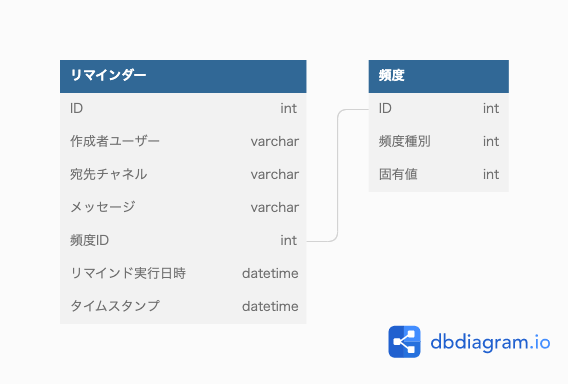 リマインダー
ID int
作成者ユーザー varchar
宛先チャネル varchar
メッセージ varchar
頻度ID int
リマインド実行日時 datetime
タイムスタンプ datetime
頻度
ID int
頻度種別 int
固有値 int
dbdiagram.io